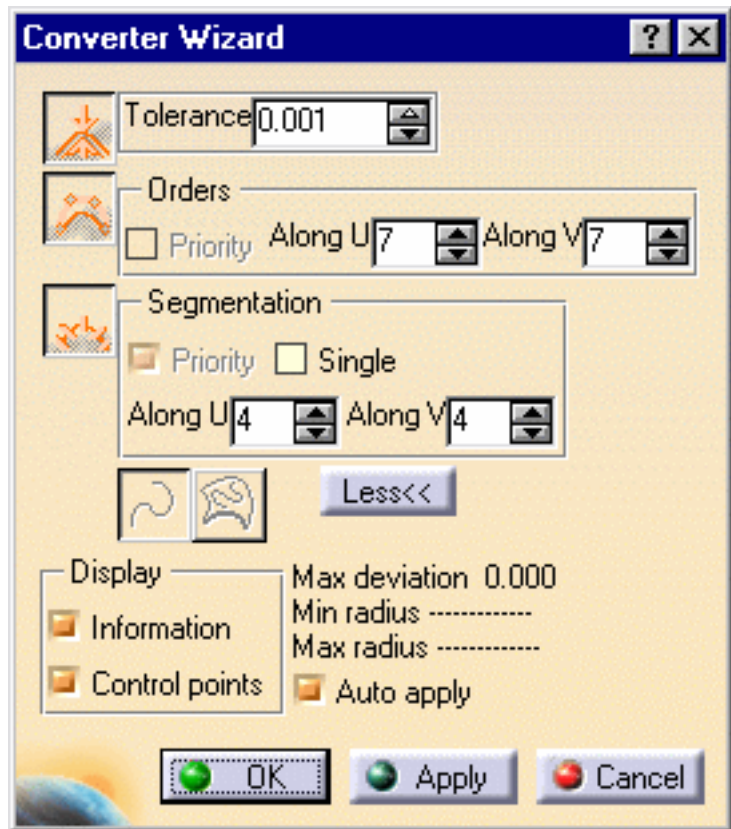 Converter Wizard
Tolerance 0.001
Orders
Priority Along U 7 Along V 7
Segmentation
Priority Single
Along U 4 Along V 4
Less<<
Display
Information
Control points
Max deviation 0.000
Min radius -------------
Max radius -------------
Auto apply
OK Apply Cancel